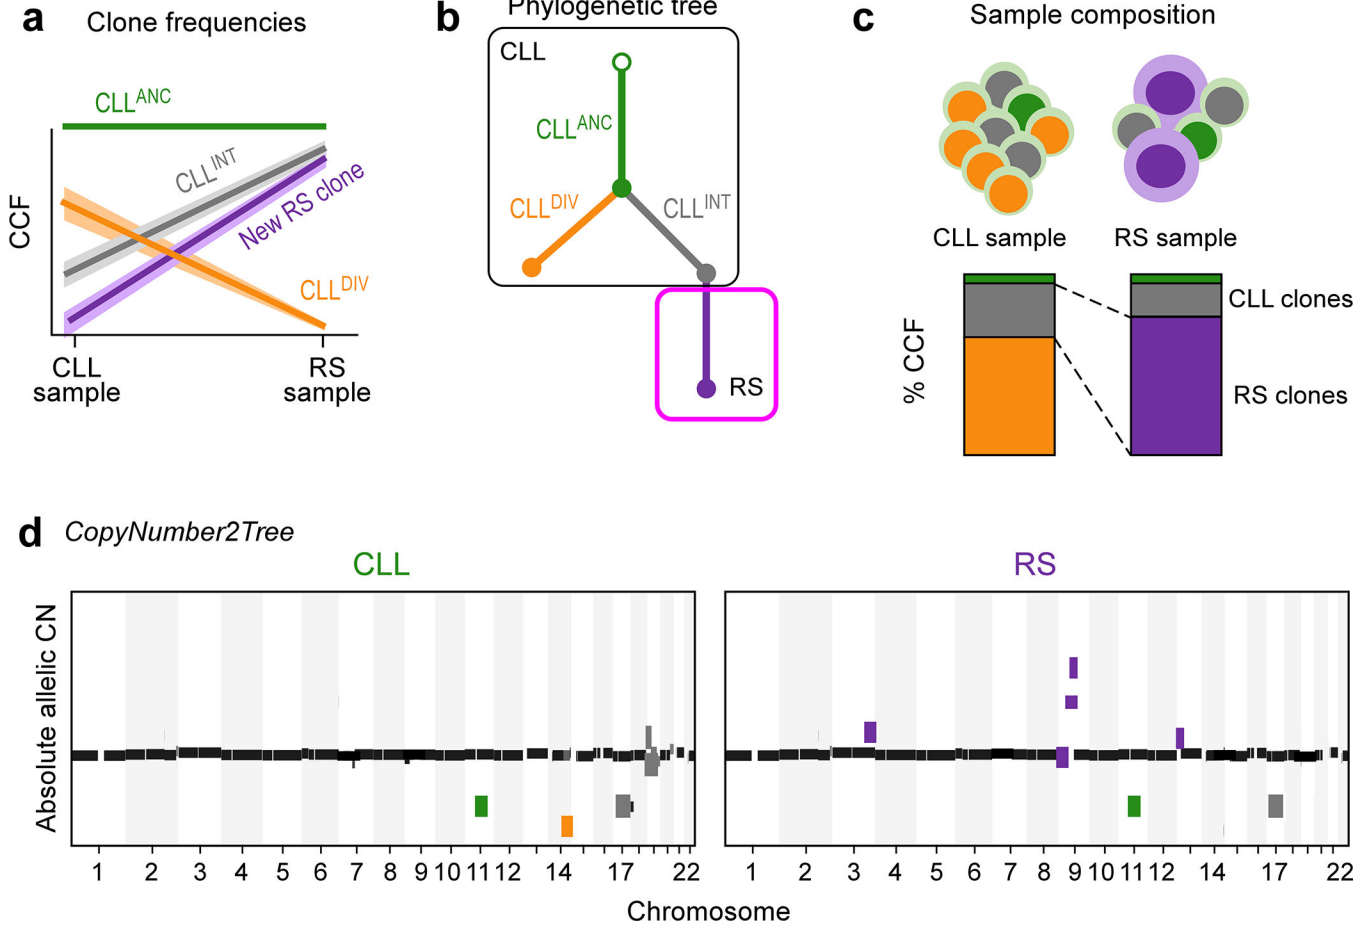 a Clone frequencies
CLL^ANC
CLL^INT
New RS clone
CLL^DIV
CCF
CLL
sample
RS
sample
b Phylogenetic tree
CLL
CLL^ANC
CLL^DIV
CLL^INT
RS
c Sample composition
CLL sample
RS sample
% CCF
CLL clones
RS clones
d CopyNumber2Tree
CLL
RS
Absolute allelic CN
1 2 3 4 5 6 7 8 9 10 11 12 14 17 22
1 2 3 4 5 6 7 8 9 10 11 12 14 17 22
Chromosome